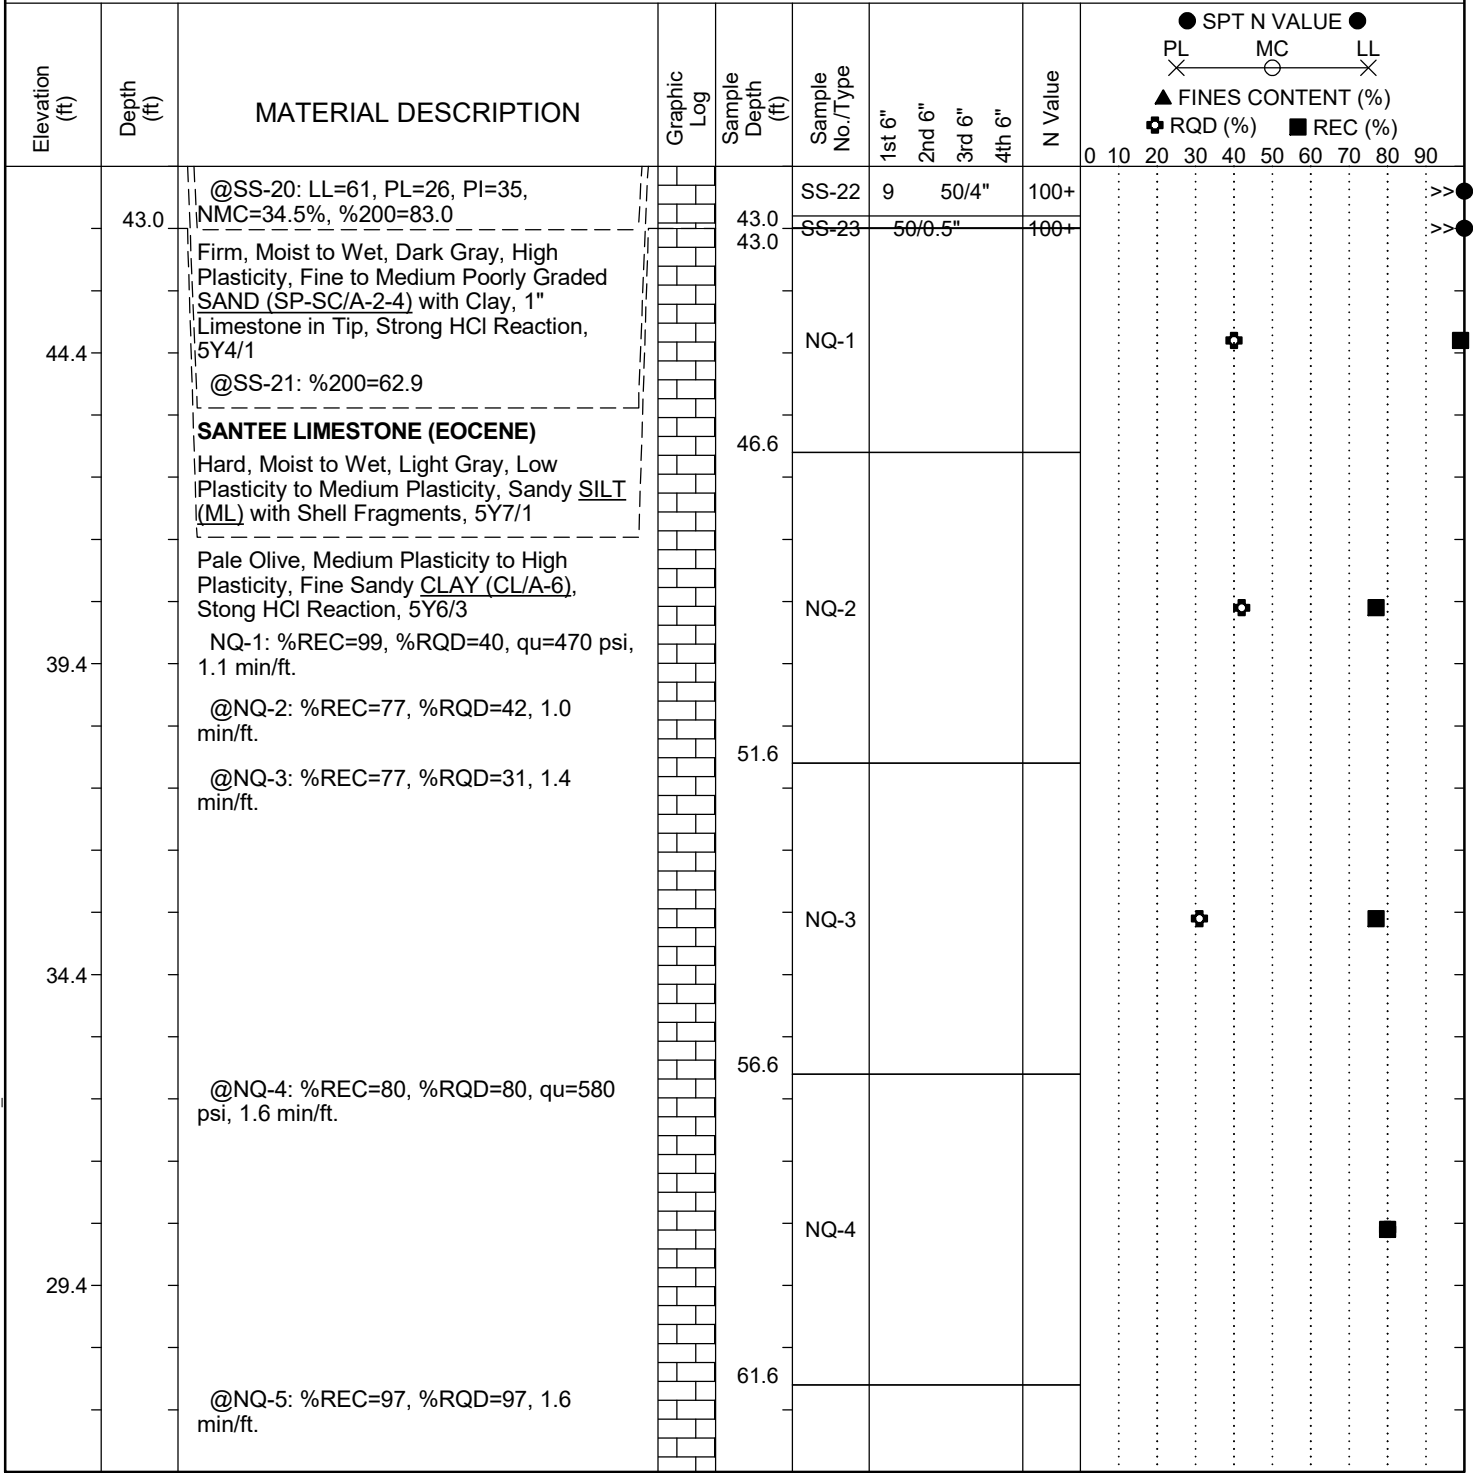 Elevation (ft)
Depth (ft)
MATERIAL DESCRIPTION
Graphic Log
Sample Depth (ft)
Sample No./Type
1st 6"
2nd 6"
3rd 6"
4th 6"
N Value
SPT N VALUE
PL MC LL
FINES CONTENT (%)
RQD (%) REC (%)
0 10 20 30 40 50 60 70 80 90
@SS-20: LL=61, PL=26, PI=35,
NMC=34.5%, %200=83.0
SS-22 9 50/4" 100+ >>
43.0
43.0
SS-23 50/0.5" 100+ >>
43.0
Firm, Moist to Wet, Dark Gray, High
Plasticity, Fine to Medium Poorly Graded
SAND (SP-SC/A-2-4) with Clay, 1"
Limestone in Tip, Strong HCl Reaction,
5Y4/1
44.4
NQ-1
@SS-21: %200=62.9
SANTEE LIMESTONE (EOCENE)
46.6
Hard, Moist to Wet, Light Gray, Low
Plasticity to Medium Plasticity, Sandy SILT
(ML) with Shell Fragments, 5Y7/1
Pale Olive, Medium Plasticity to High
Plasticity, Fine Sandy CLAY (CL/A-6),
Stong HCl Reaction, 5Y6/3
NQ-2
NQ-1: %REC=99, %RQD=40, qu=470 psi,
1.1 min/ft.
39.4
@NQ-2: %REC=77, %RQD=42, 1.0
min/ft.
51.6
@NQ-3: %REC=77, %RQD=31, 1.4
min/ft.
NQ-3
34.4
56.6
@NQ-4: %REC=80, %RQD=80, qu=580
psi, 1.6 min/ft.
NQ-4
29.4
61.6
@NQ-5: %REC=97, %RQD=97, 1.6
min/ft.